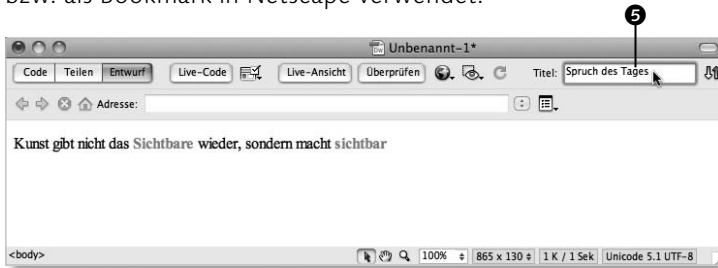 bzw. als Bookmark in Netscape verwendet.
5
Unbenannt-1*
Code Teilen Entwurf Live-Code Live-Ansicht Überprüfen Titel: Spruch des Tages
Adresse:
Kunst gibt nicht das Sichtbare wieder, sondern macht sichtbar
<body> 100% 865 x 130 1 K / 1 Sek Unicode 5.1 UTF-8